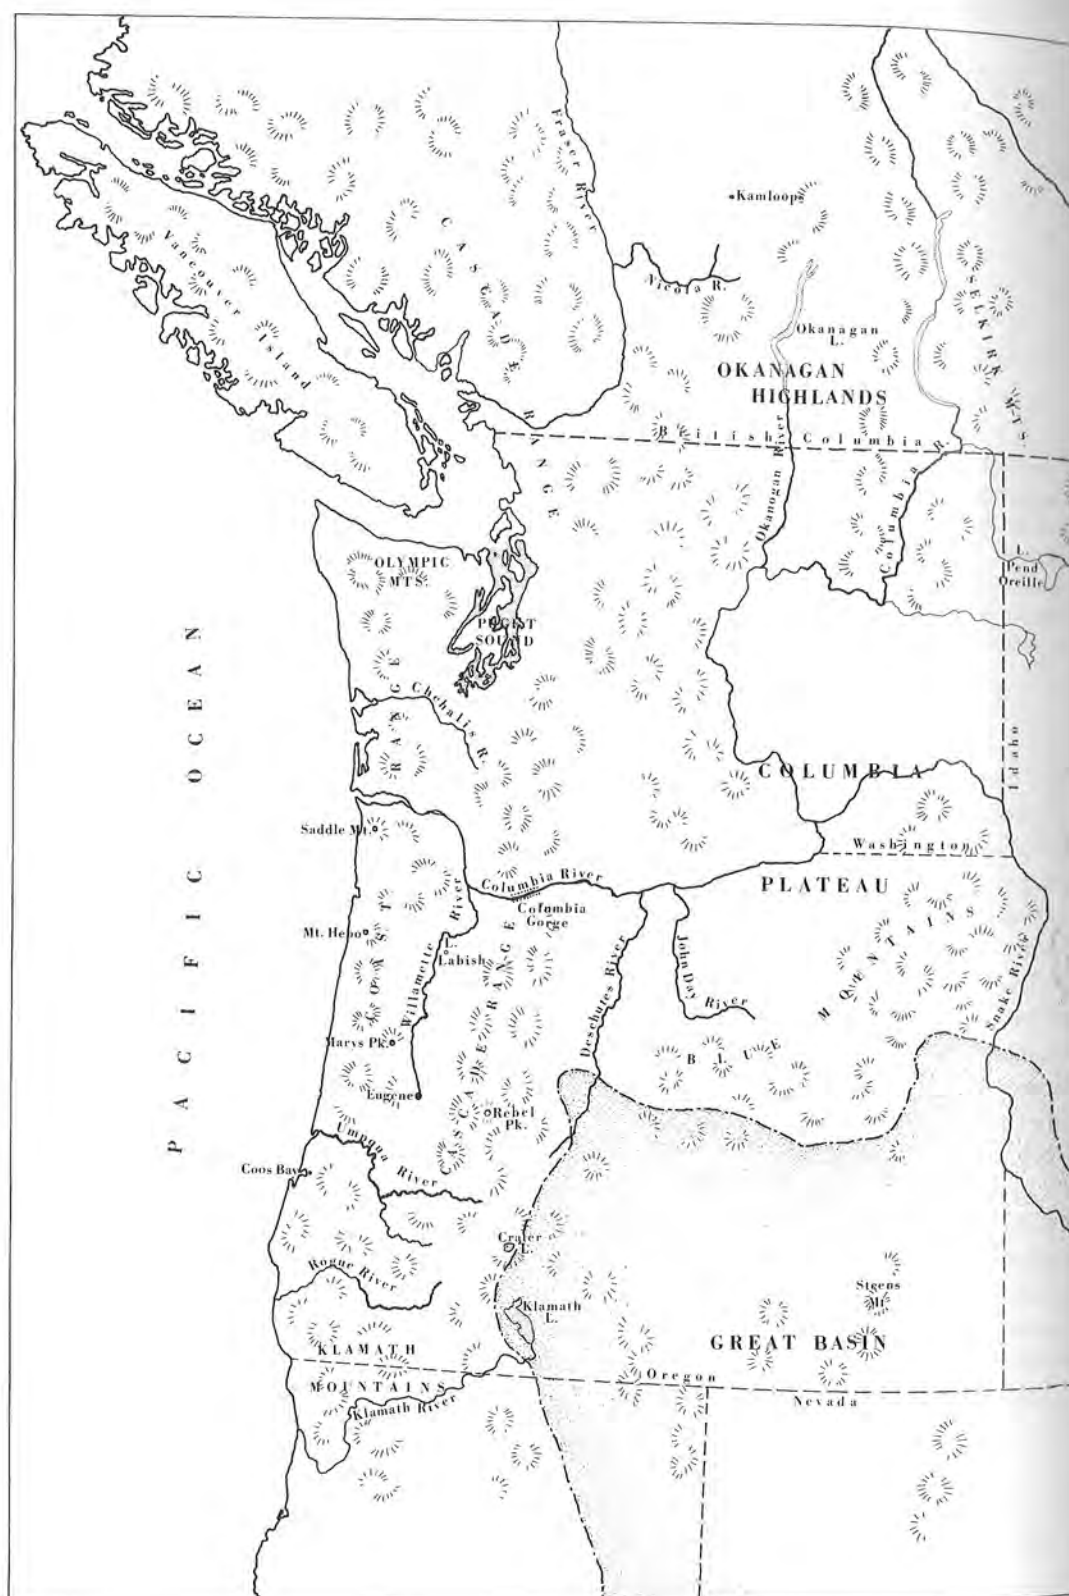 Fraser River
Kamloops
CASCADE RANGE
Vancouver Island
Nicola R.
SELKIRK MTS.
Okanagan
L.
OKANAGAN
HIGHLANDS
British Columbia
Okanogan River
Columbia R.
OLYMPIC
MTS.
L.
Pend
Oreille
PUGET
SOUND
PACIFIC OCEAN
COAST RANGE
Chehalis R.
Idaho
COLUMBIA
Saddle Mt.
Washington
Columbia River
PLATEAU
Columbia
Gorge
Mt. Hebo
Willamette River
L.
Labish
CASCADE RANGE
Deschutes River
John Day River
BLUE MOUNTAINS
Snake River
Marys Pk.
Eugene
Rebel
Pk.
Umpqua River
Coos Bay
Crater
L.
Rogue River
Klamath
L.
Steens
Mt.
GREAT BASIN
KLAMATH
MOUNTAINS
Oregon
Nevada
Klamath River